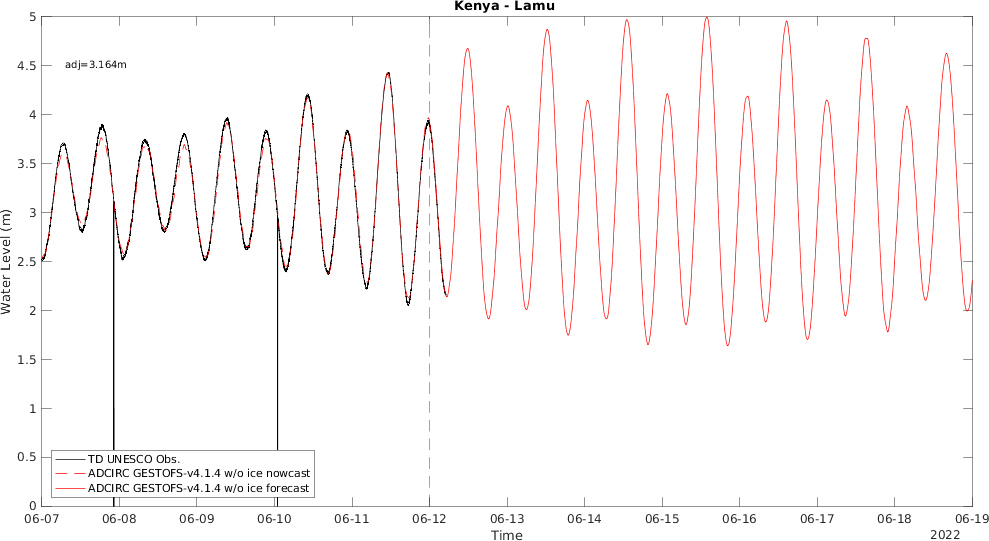 Kenya - Lamu
adj=3.164m
5
4.5
4
3.5
3
2.5
2
1.5
1
0.5
0
Water Level (m)
TD UNESCO Obs.
ADCIRC GESTOFS-v4.1.4 w/o ice nowcast
ADCIRC GESTOFS-v4.1.4 w/o ice forecast
06-07 06-08 06-09 06-10 06-11 06-12 06-13 06-14 06-15 06-16 06-17 06-18 06-19
Time
2022